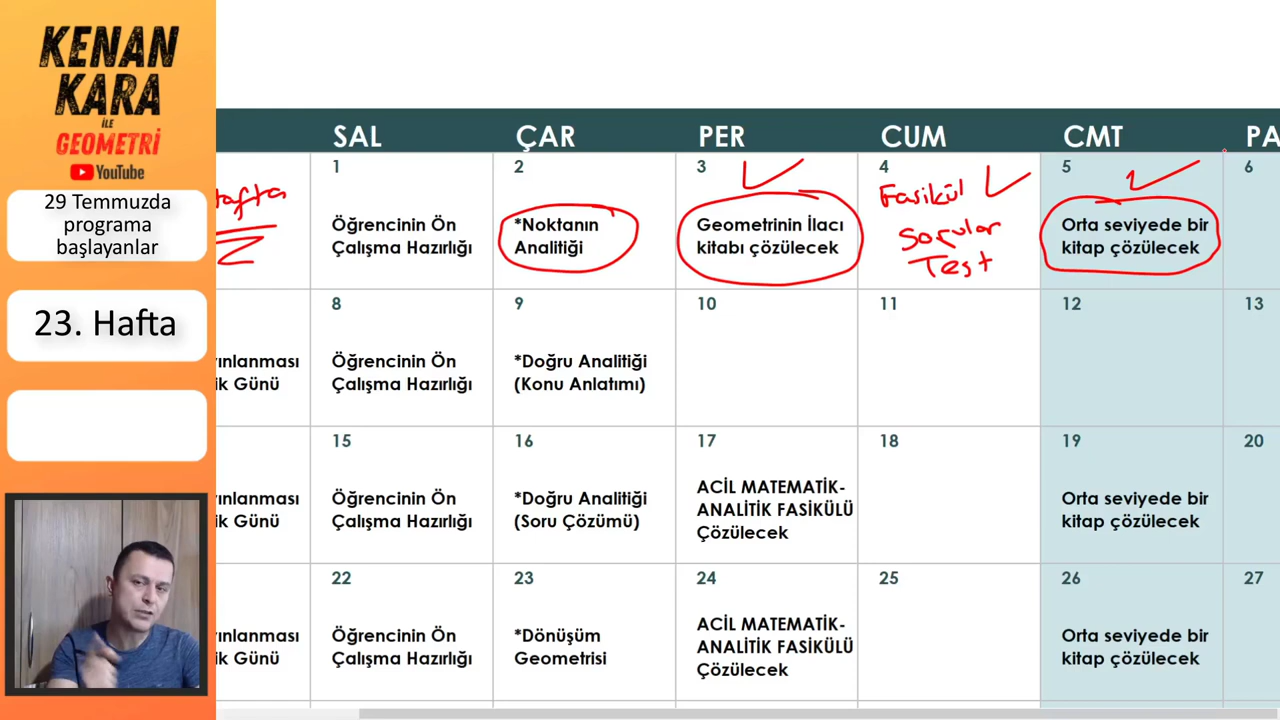 KENAN
KARA
İLE
GEOMETRİ
YouTube
29 Temmuzda
programa
başlayanlar
23. Hafta
SAL
ÇAR
PER
CUM
CMT
PA
1
2
3
4
5
6
Hafta
Öğrencinin Ön
Çalışma Hazırlığı
*Noktanın
Analitiği
Geometrinin İlacı
kitabı çözülecek
Fasikül
Sorular
Test
Orta seviyede bir
kitap çözülecek
8
9
10
11
12
13
ınlanması
ik Günü
Öğrencinin Ön
Çalışma Hazırlığı
*Doğru Analitiği
(Konu Anlatımı)
15
16
17
18
19
20
ınlanması
ik Günü
Öğrencinin Ön
Çalışma Hazırlığı
*Doğru Analitiği
(Soru Çözümü)
ACİL MATEMATİK-
ANALİTİK FASİKÜLÜ
Çözülecek
Orta seviyede bir
kitap çözülecek
22
23
24
25
26
27
ınlanması
ik Günü
Öğrencinin Ön
Çalışma Hazırlığı
*Dönüşüm
Geometrisi
ACİL MATEMATİK-
ANALİTİK FASİKÜLÜ
Çözülecek
Orta seviyede bir
kitap çözülecek